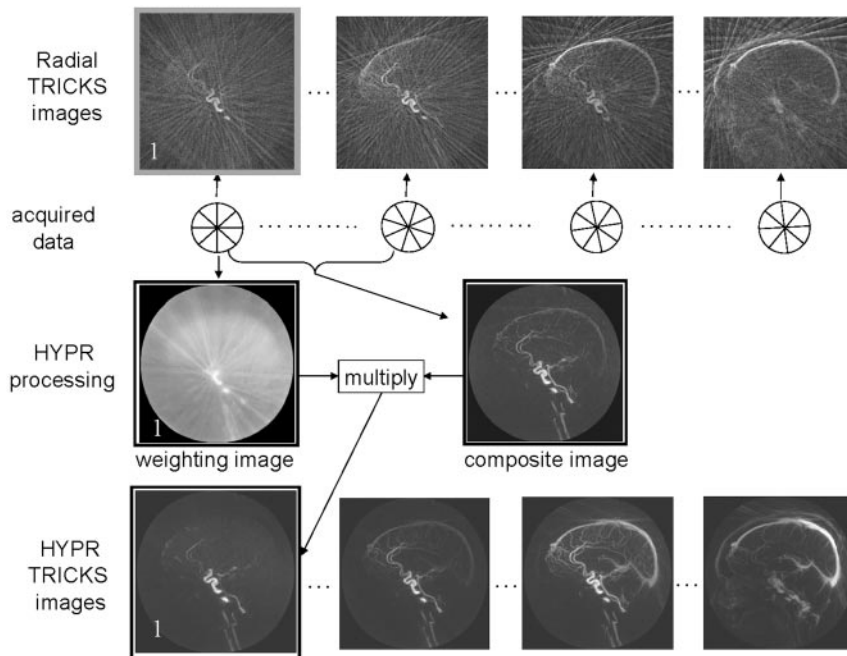 Radial
TRICKS
images
1
acquired
data
HYPR
processing
1
multiply
weighting image
composite image
HYPR
TRICKS
images
1